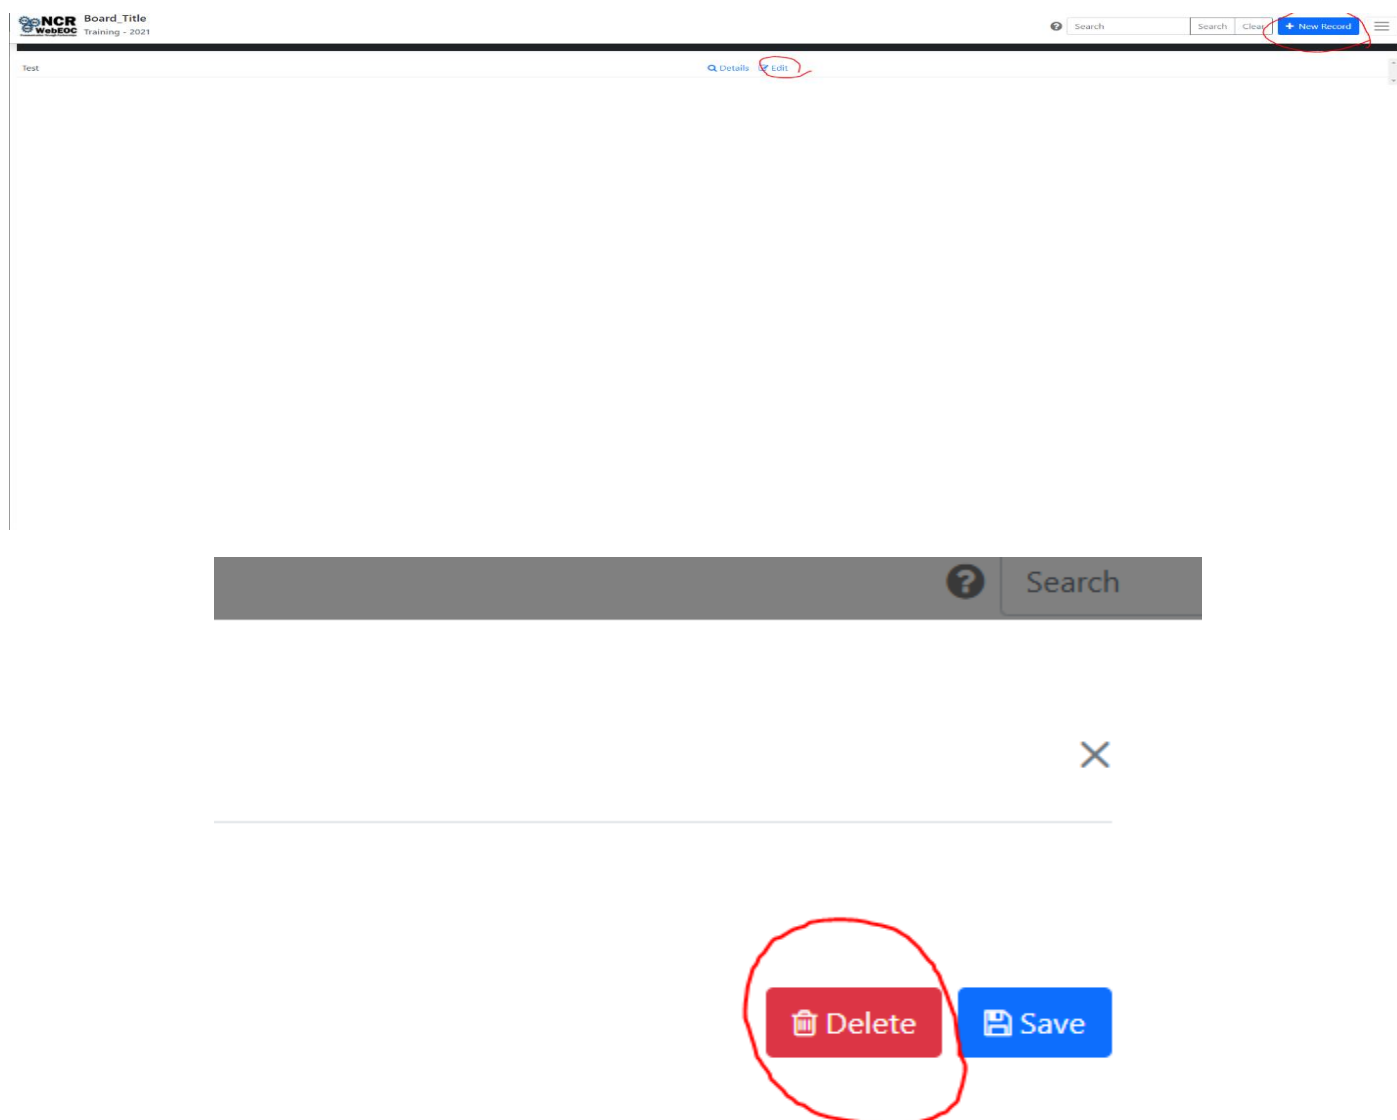 NCR
WebEOC
Board_Title
Training - 2021
Search Search Clear + New Record
Test Details Edit
Search
Delete Save